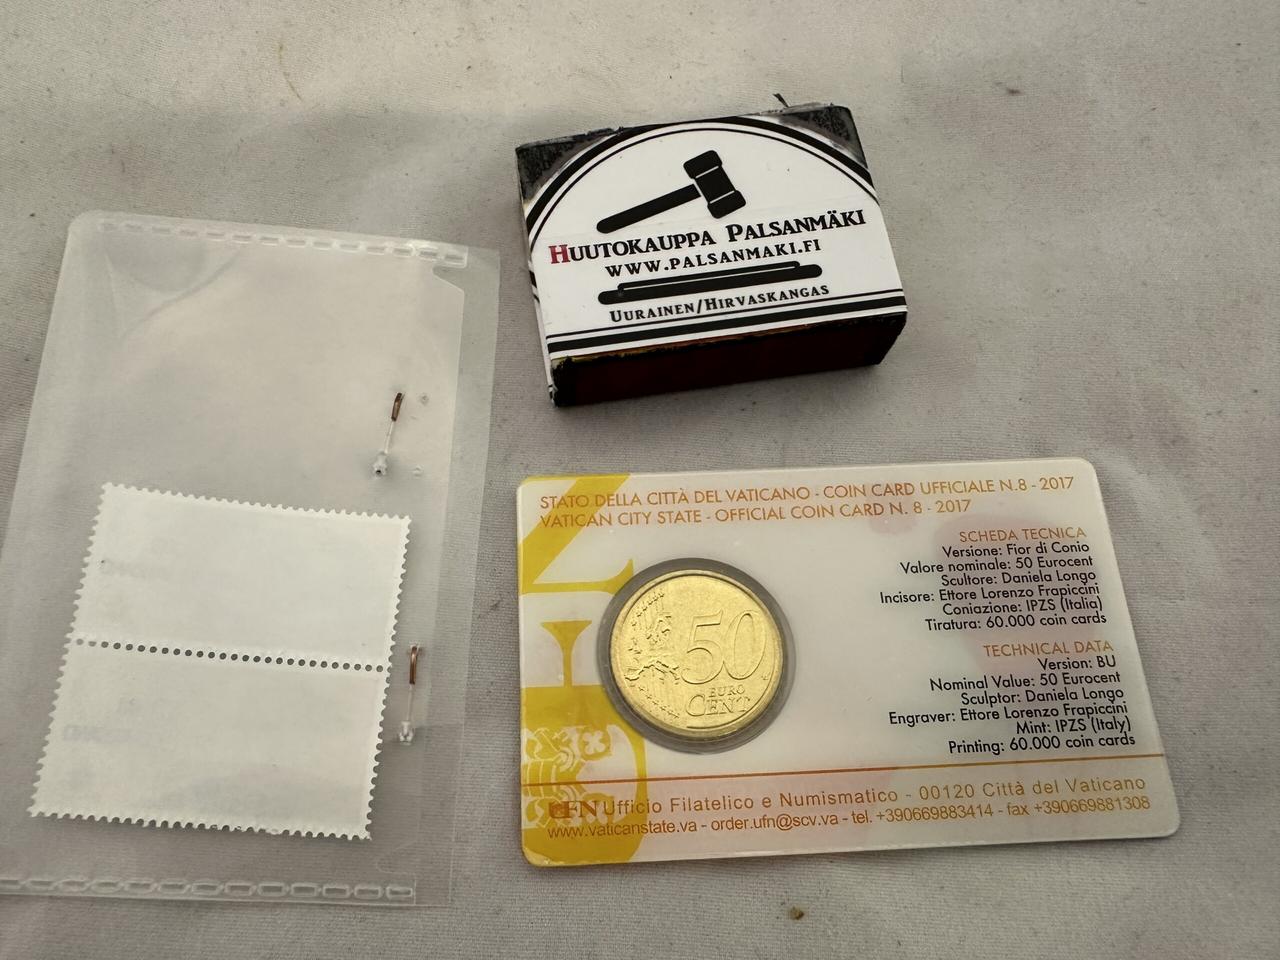 HUUTOKAUPPA PALSANMÄKI
WWW.PALSANMAKI.FI
UURAINEN/HIRVASKANGAS
STATO DELLA CITTÀ DEL VATICANO - COIN CARD UFFICIALE N.8 - 2017
VATICAN CITY STATE - OFFICIAL COIN CARD N. 8 - 2017
SCHEDA TECNICA
Versione: Fior di Conio
Valore nominale: 50 Eurocent
Scultore: Daniela Longo
Incisore: Ettore Lorenzo Frapiccini
Coniazione: IPZS (Italia)
Tiratura: 60.000 coin cards
TECHNICAL DATA
Version: BU
Nominal Value: 50 Eurocent
Sculptor: Daniela Longo
Engraver: Ettore Lorenzo Frapiccini
Mint: IPZS (Italy)
Printing: 60.000 coin cards
50
EURO
CENT
UFN Ufficio Filatelico e Numismatico - 00120 Città del Vaticano
www.vaticanstate.va - order.ufn@scv.va - tel. +390669883414 - fax +390669881308